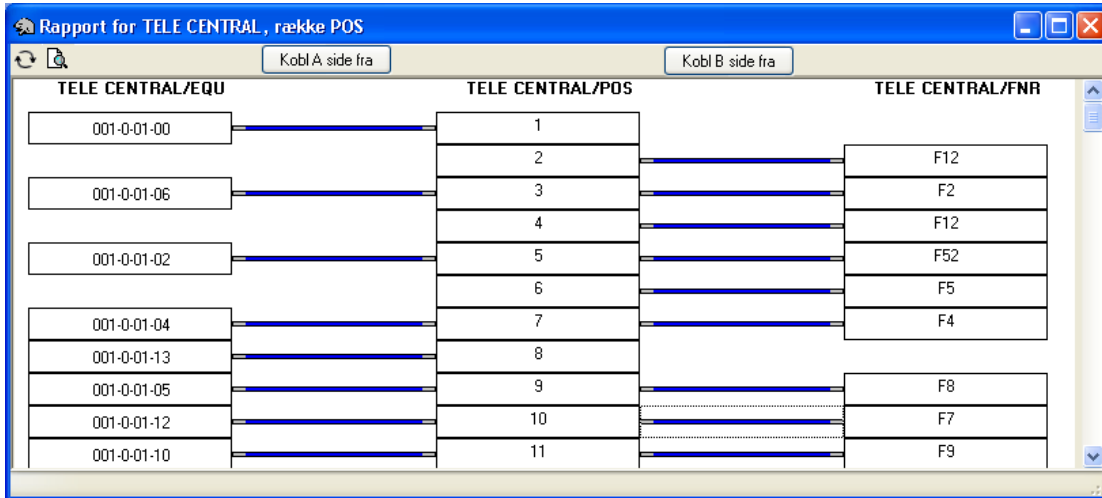 Rapport for TELE CENTRAL, række POS
Kobl A side fra Kobl B side fra
TELE CENTRAL/EQU TELE CENTRAL/POS TELE CENTRAL/FNR
001-0-01-00 1
2 F12
001-0-01-06 3 F2
4 F12
001-0-01-02 5 F52
6 F5
001-0-01-04 7 F4
001-0-01-13 8
001-0-01-05 9 F8
001-0-01-12 10 F7
001-0-01-10 11 F9